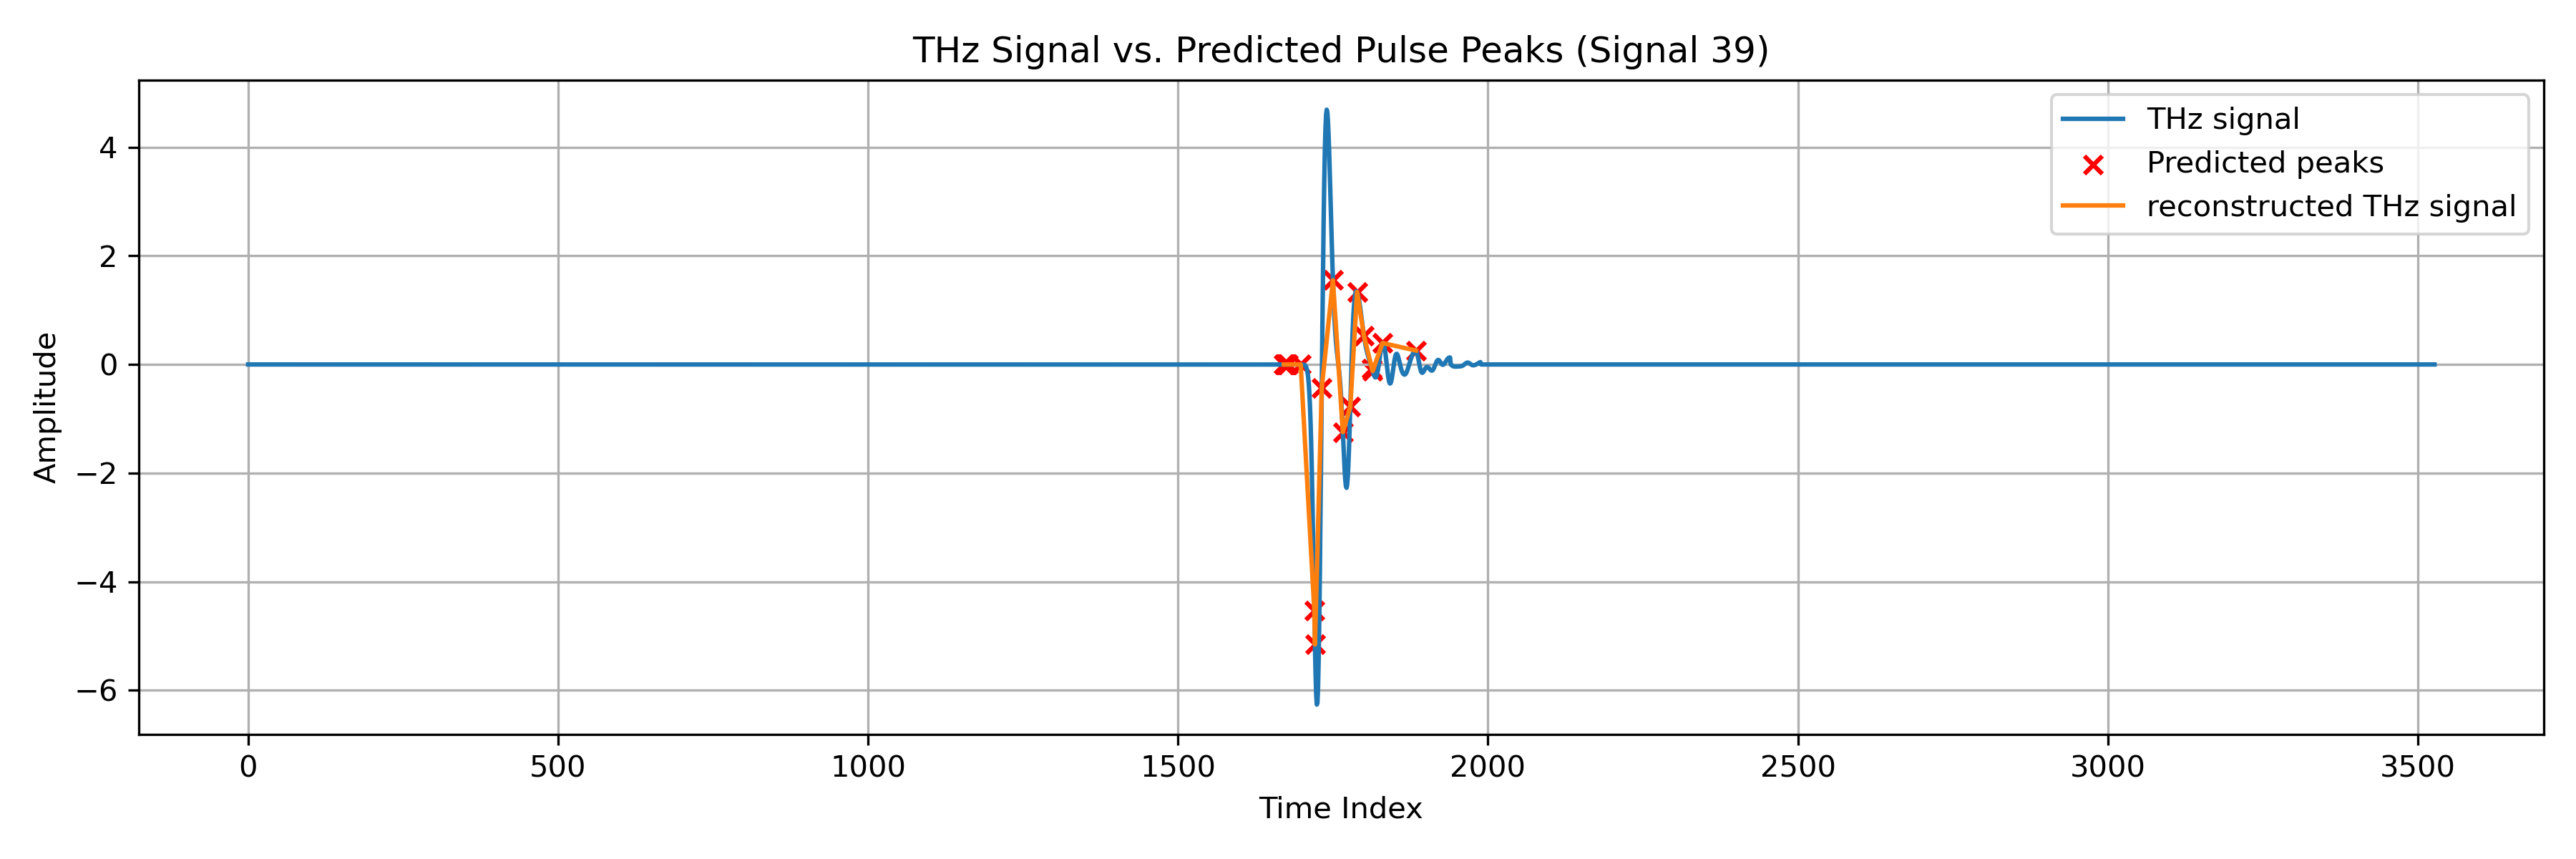 THz Signal vs. Predicted Pulse Peaks (Signal 39)
THz signal
Predicted peaks
reconstructed THz signal
4
2
0
−2
−4
−6
Amplitude
0 500 1000 1500 2000 2500 3000 3500
Time Index